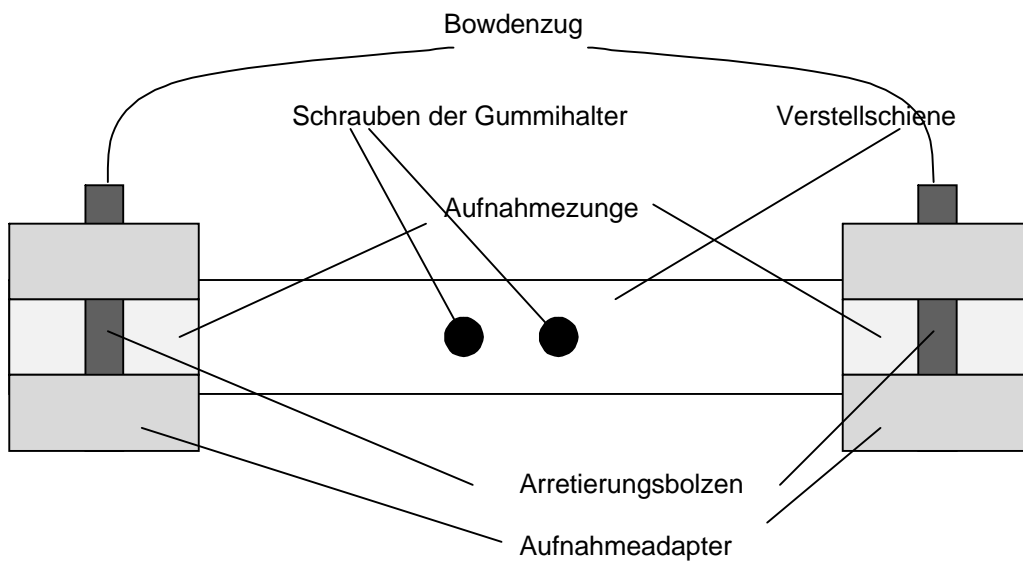 Bowdenzug
Schrauben der Gummihalter
Verstellschiene
Aufnahmezunge
Arretierungsbolzen
Aufnahmeadapter